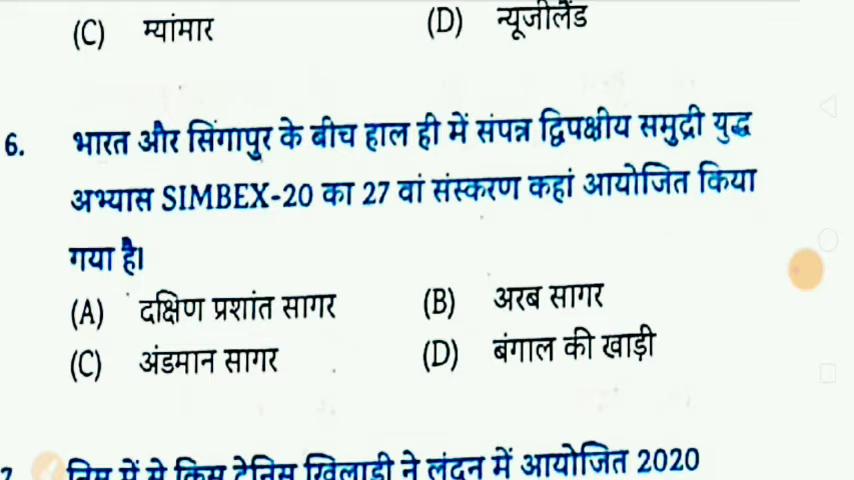 (C) म्यांमार (D) न्यूजीलैंड
6. भारत और सिंगापुर के बीच हाल ही में संपन्न द्विपक्षीय समुद्री युद्ध
अभ्यास SIMBEX-20 का 27 वां संस्करण कहां आयोजित किया
गया है।
(A) दक्षिण प्रशांत सागर (B) अरब सागर
(C) अंडमान सागर (D) बंगाल की खाड़ी
7. निम्न में से किस टेनिस खिलाड़ी ने लंदन में आयोजित 2020